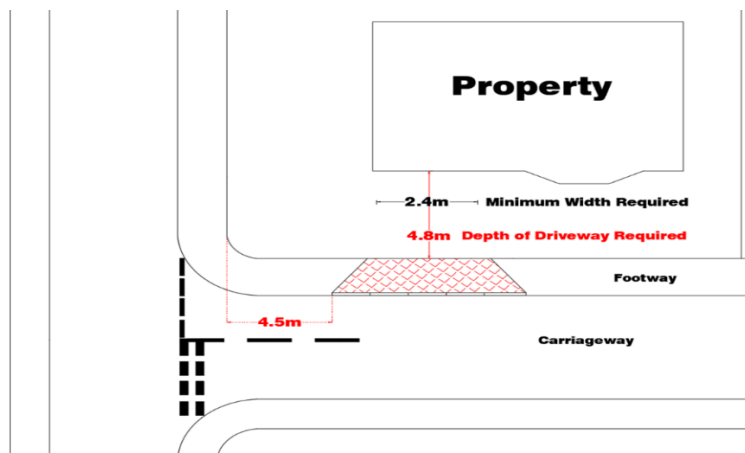 Property
2.4m Minimum Width Required
4.8m Depth of Driveway Required
Footway
4.5m
Carriageway